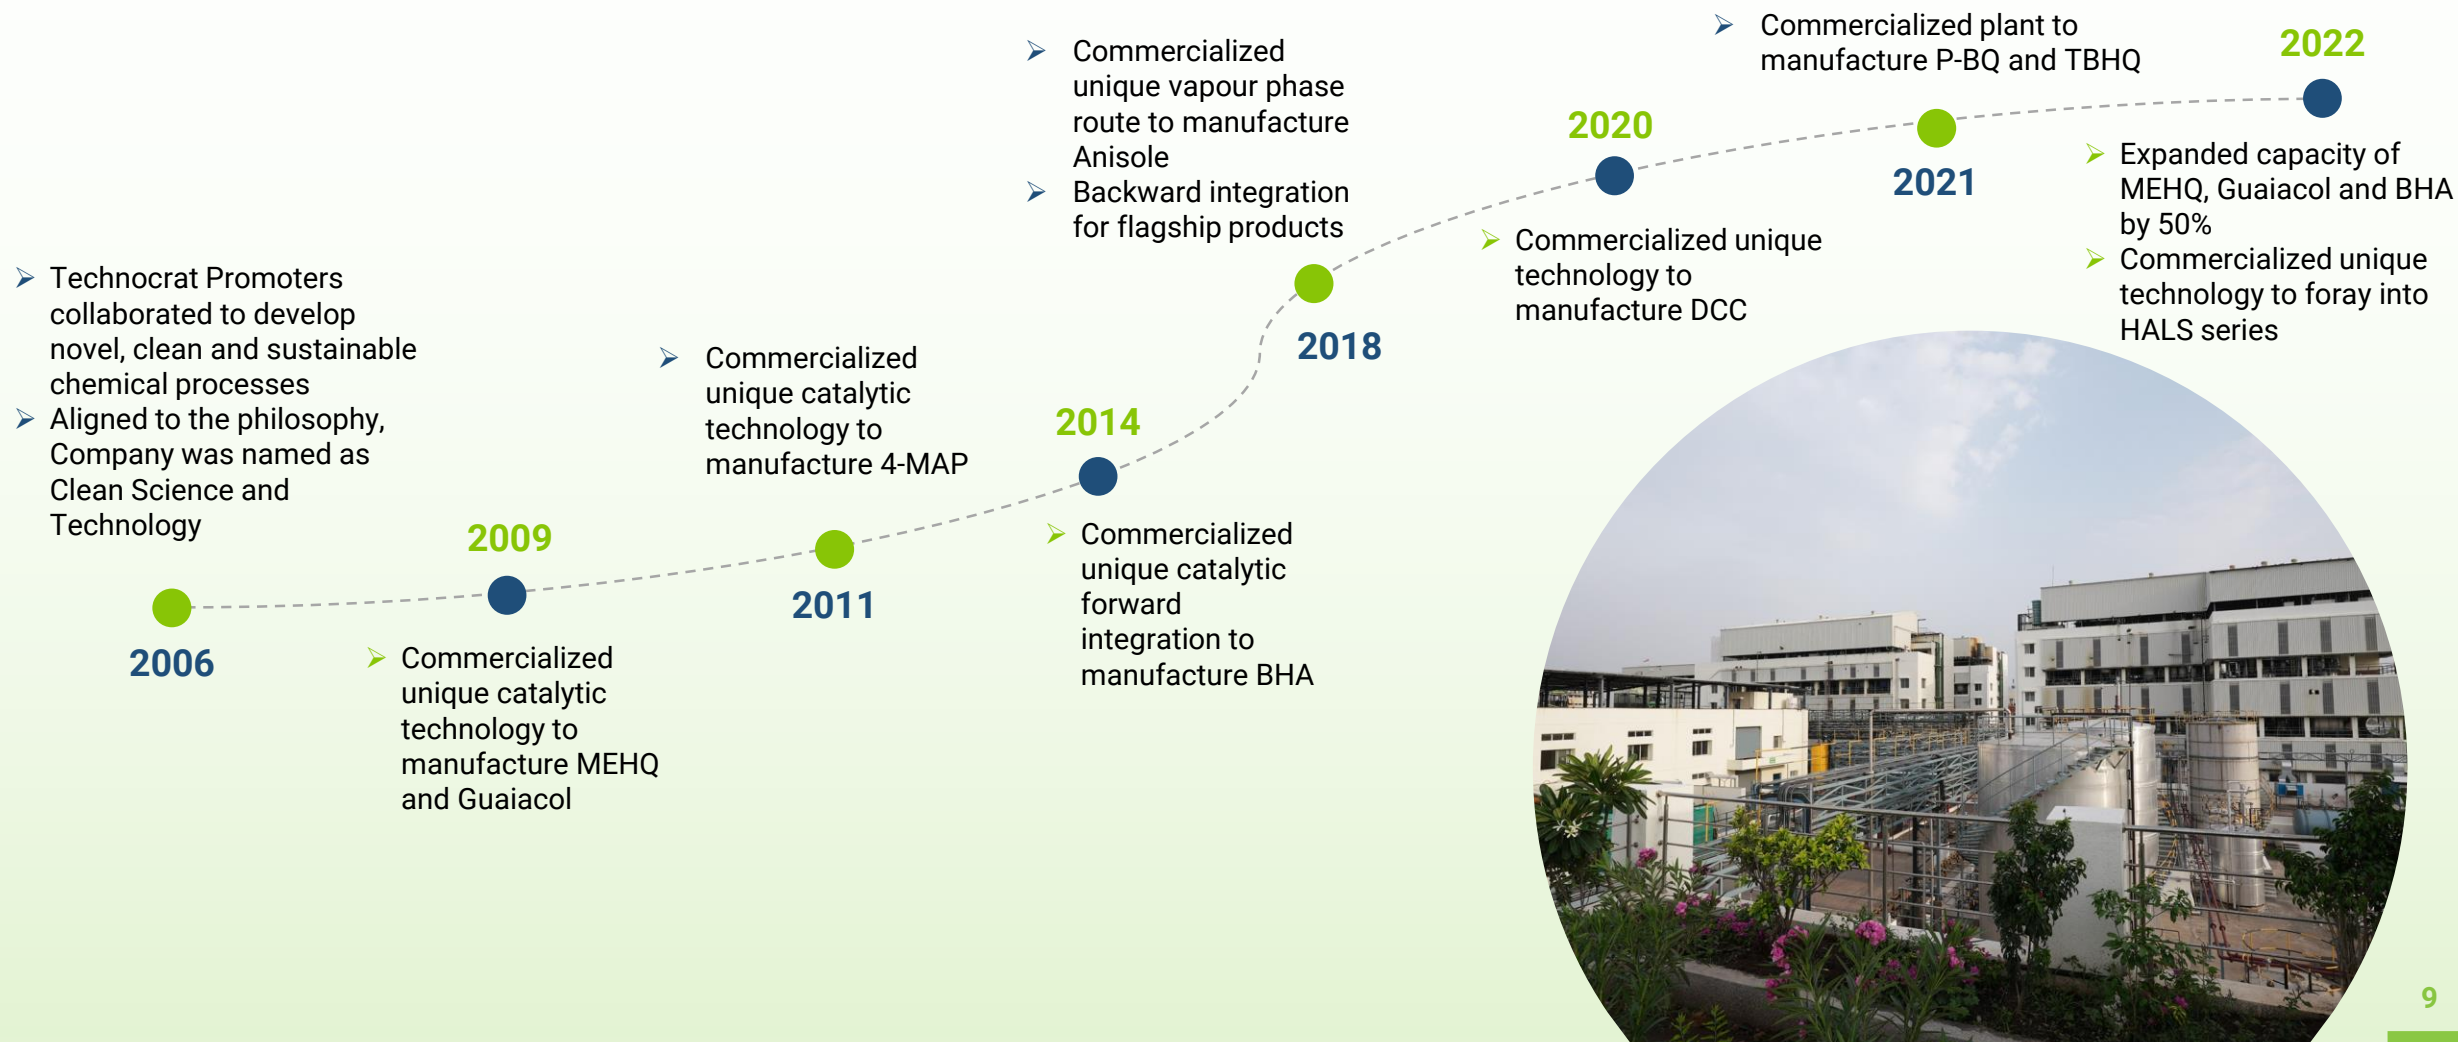 Technocrat Promoters
collaborated to develop
novel, clean and sustainable
chemical processes
Aligned to the philosophy,
Company was named as
Clean Science and
Technology
2006
2009
Commercialized
unique catalytic
technology to
manufacture MEHQ
and Guaiacol
Commercialized
unique catalytic
technology to
manufacture 4-MAP
2011
2014
Commercialized
unique catalytic
forward
integration to
manufacture BHA
Commercialized
unique vapour phase
route to manufacture
Anisole
Backward integration
for flagship products
2018
2020
Commercialized unique
technology to
manufacture DCC
Commercialized plant to
manufacture P-BQ and TBHQ
2021
2022
Expanded capacity of
MEHQ, Guaiacol and BHA
by 50%
Commercialized unique
technology to foray into
HALS series
9